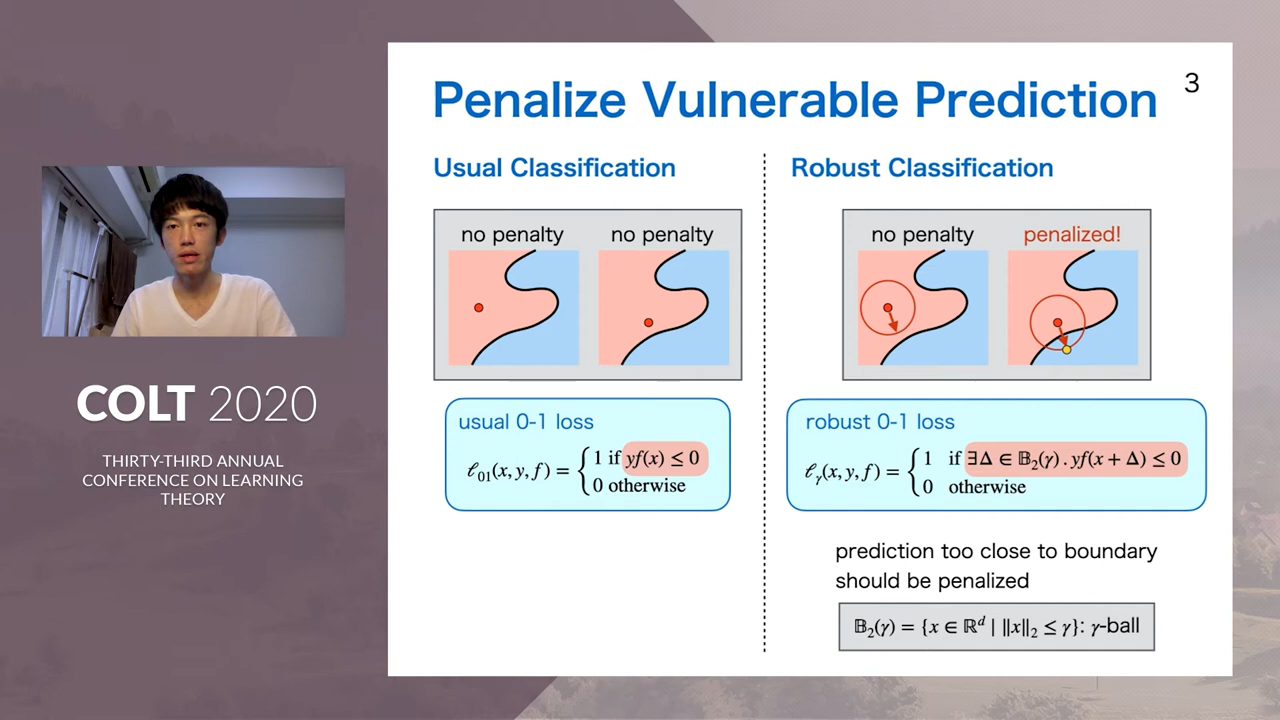 COLT 2020
THIRTY-THIRD ANNUAL
CONFERENCE ON LEARNING
THEORY
Penalize Vulnerable Prediction
3
Usual Classification
no penalty
no penalty
usual 0-1 loss
ℓ₀₁(x, y, f) = { 1 if yf(x) ≤ 0
0 otherwise
Robust Classification
no penalty
penalized!
robust 0-1 loss
ℓᵧ(x, y, f) = { 1 if ∃Δ ∈ 𝔹₂(γ) . yf(x + Δ) ≤ 0
0 otherwise
prediction too close to boundary
should be penalized
𝔹₂(γ) = {x ∈ ℝᵈ | ‖x‖₂ ≤ γ}: γ-ball